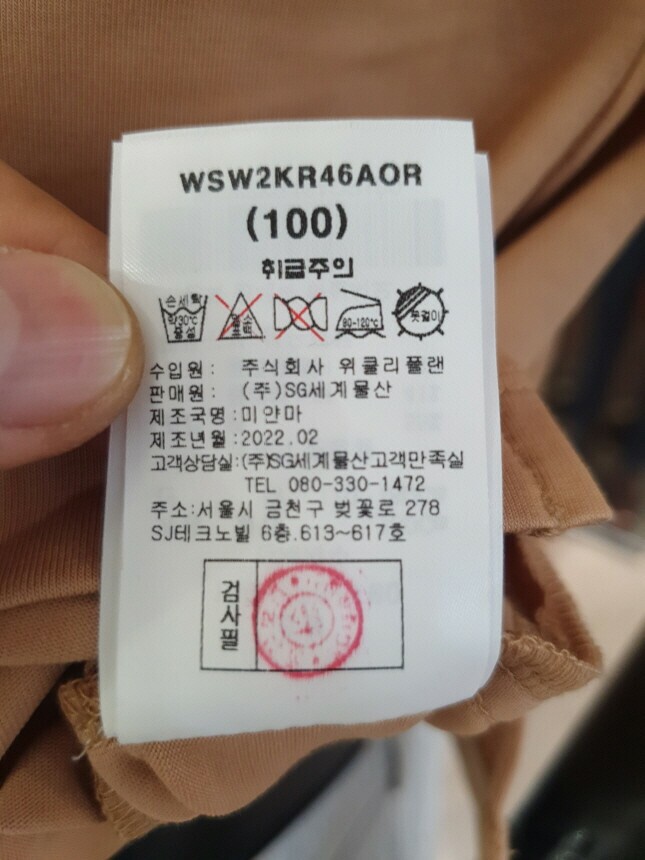 WSW2KR46AOR
(100)
취급주의
손세탁
약30℃
중성
80-120℃
옷걸이
수입원: 주식회사 위클리플랜
판매원: (주)SG세계물산
제조국명:미얀마
제조년월:2022.02
고객상담실:(주)SG세계물산고객만족실
TEL 080-330-1472
주소:서울시 금천구 벚꽃로 278
SJ테크노빌 6층.613~617호
검사필